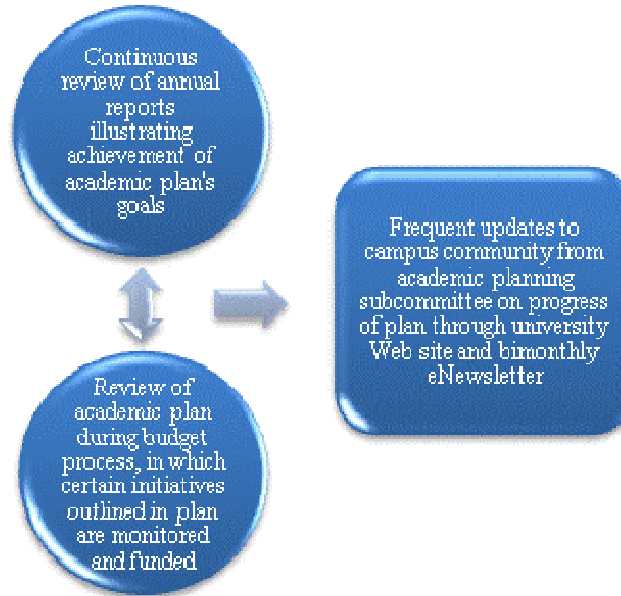 Continuous
review of annual
reports
illustrating
achievement of
academic plan's
goals
Frequent updates to
campus community from
academic planning
subcommittee on progress
of plan through university
Web site and bimonthly
eNewsletter
Review of
academic plan
during budget
process, in which
certain initiatives
outlined in plan
are monitored
and funded